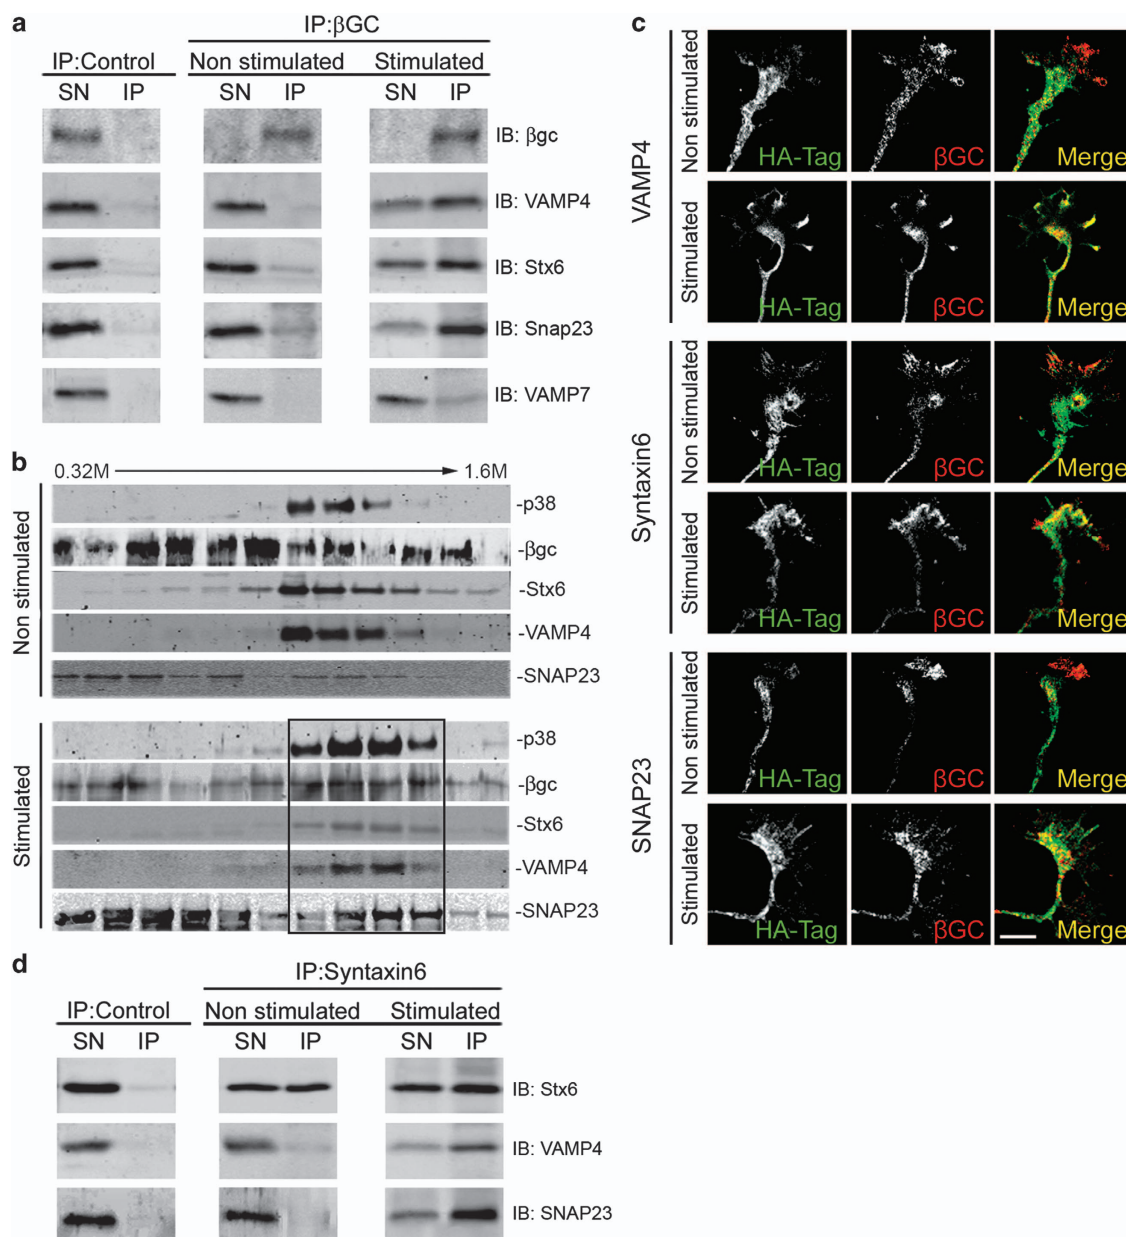 a
IP:βGC
IP:Control
Non stimulated
Stimulated
SN IP
SN IP
SN IP
IB: βgc
IB: VAMP4
IB: Stx6
IB: Snap23
IB: VAMP7
b
0.32M
1.6M
Non stimulated
-p38
-βgc
-Stx6
-VAMP4
-SNAP23
Stimulated
-p38
-βgc
-Stx6
-VAMP4
-SNAP23
c
VAMP4
Non stimulated
HA-Tag
βGC
Merge
Stimulated
HA-Tag
βGC
Merge
Syntaxin6
Non stimulated
HA-Tag
βGC
Merge
Stimulated
HA-Tag
βGC
Merge
SNAP23
Non stimulated
HA-Tag
βGC
Merge
Stimulated
HA-Tag
βGC
Merge
d
IP:Syntaxin6
IP:Control
Non stimulated
Stimulated
SN IP
SN IP
SN IP
IB: Stx6
IB: VAMP4
IB: SNAP23